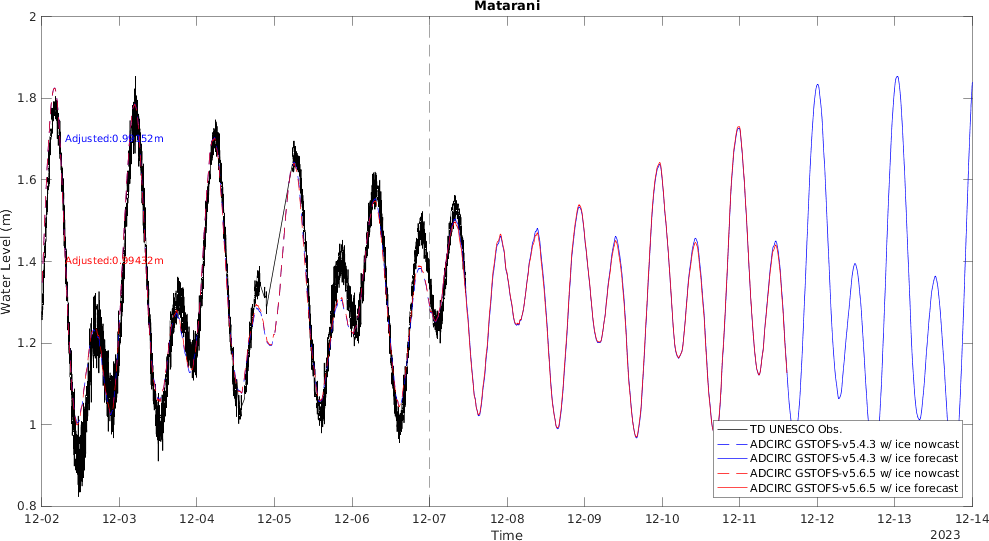 Matarani
2
1.8
1.6
1.4
1.2
1
0.8
Water Level (m)
Adjusted:0.99432m
TD UNESCO Obs.
ADCIRC GSTOFS-v5.4.3 w/ ice nowcast
ADCIRC GSTOFS-v5.4.3 w/ ice forecast
ADCIRC GSTOFS-v5.6.5 w/ ice nowcast
ADCIRC GSTOFS-v5.6.5 w/ ice forecast
12-02 12-03 12-04 12-05 12-06 12-07 12-08 12-09 12-10 12-11 12-12 12-13 12-14
Time
2023